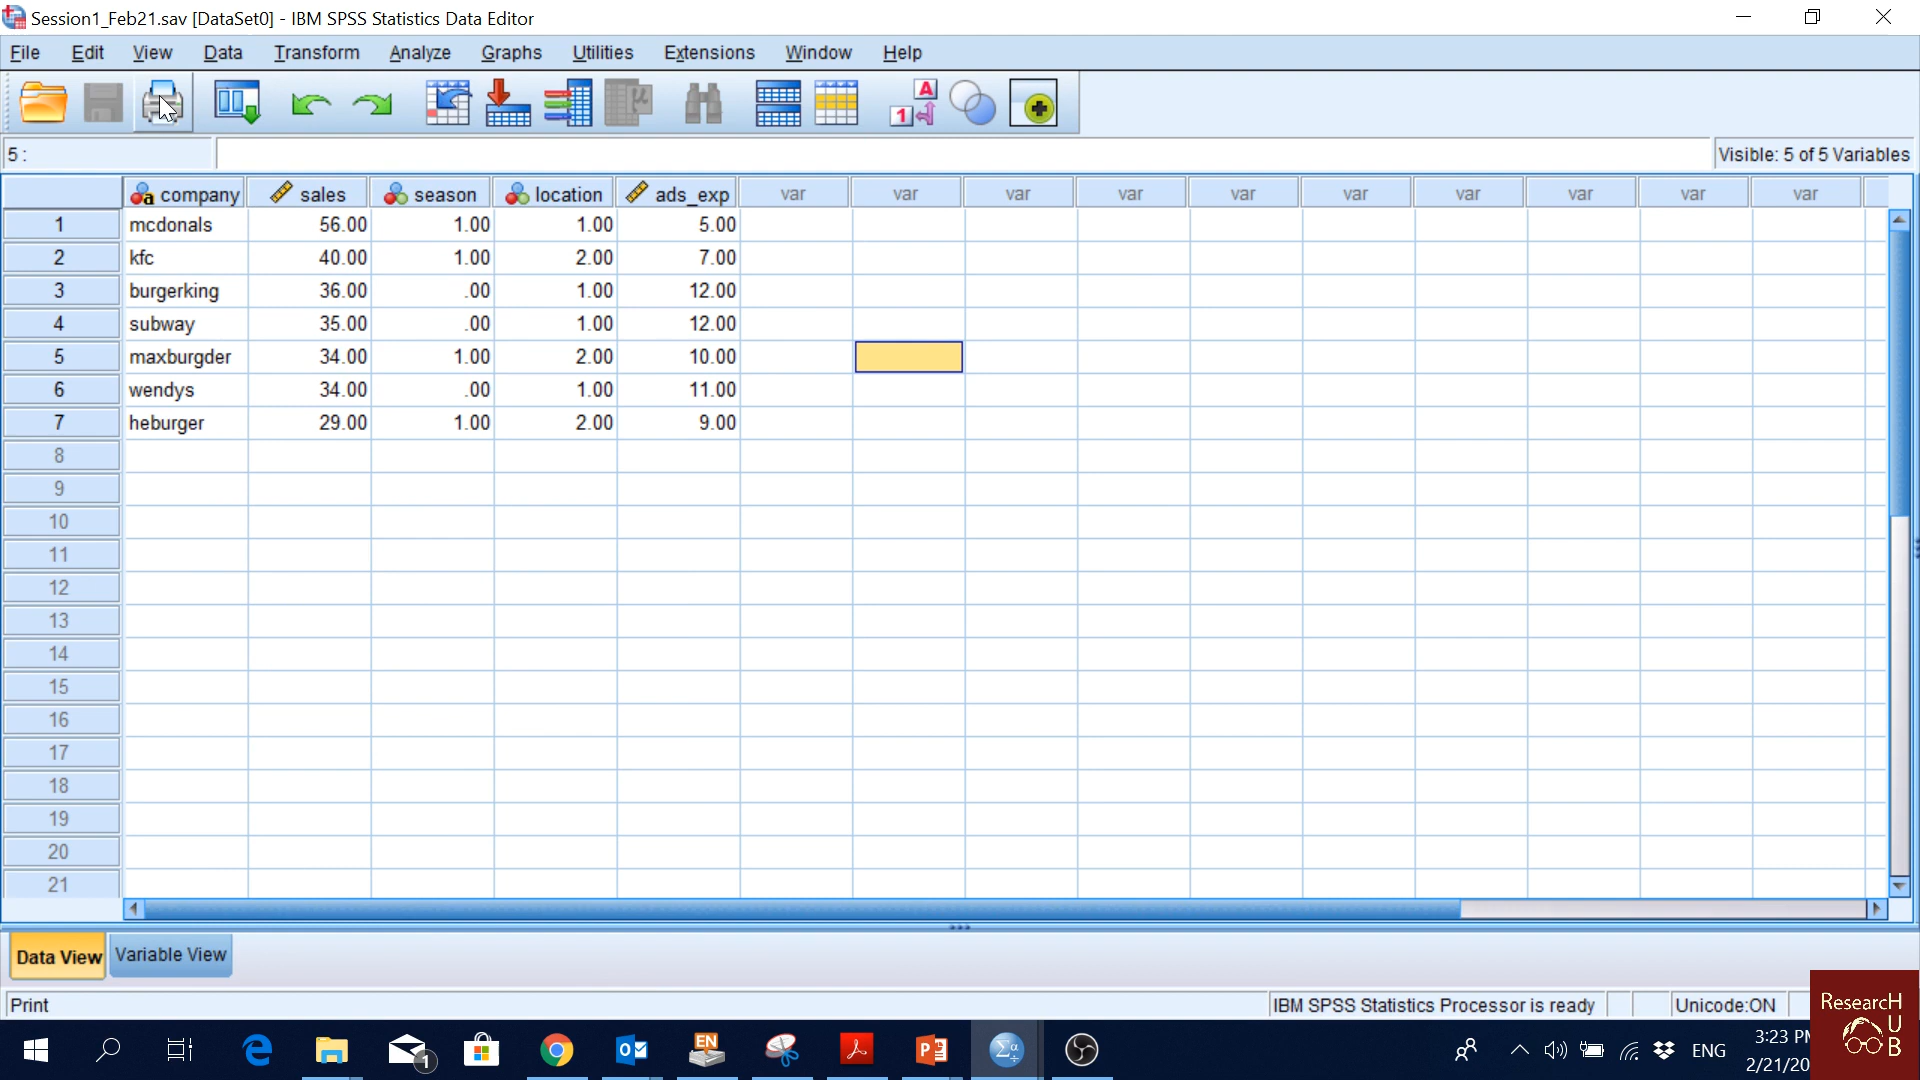 Session1_Feb21.sav [DataSet0] - IBM SPSS Statistics Data Editor
File Edit View Data Transform Analyze Graphs Utilities Extensions Window Help
A
1
µ
5 :
Visible: 5 of 5 Variables
company sales season location ads_exp var var var var var var var var var var
1 mcdonals 56.00 1.00 1.00 5.00
2 kfc 40.00 1.00 2.00 7.00
3 burgerking 36.00 .00 1.00 12.00
4 subway 35.00 .00 1.00 12.00
5 maxburgder 34.00 1.00 2.00 10.00
6 wendys 34.00 .00 1.00 11.00
7 heburger 29.00 1.00 2.00 9.00
8
9
10
11
12
13
14
15
16
17
18
19
20
21
Data View Variable View
Print
IBM SPSS Statistics Processor is ready
Unicode:ON
ResearcH
UB
1
EN
ENG
3:23 PM
2/21/20